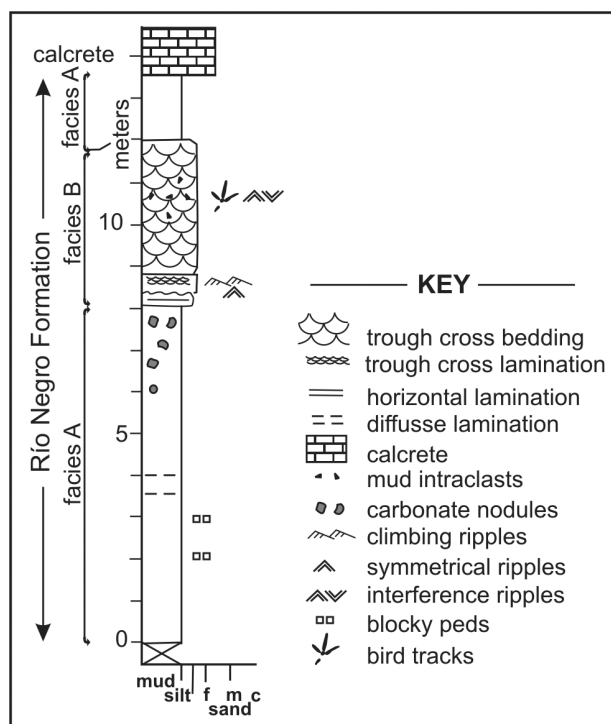 calcrete
facies A
meters
facies B
10
Río Negro Formation
5
facies A
0
mud
silt
f
m
c
sand
KEY
trough cross bedding
trough cross lamination
horizontal lamination
diffusse lamination
calcrete
mud intraclasts
carbonate nodules
climbing ripples
symmetrical ripples
interference ripples
blocky peds
bird tracks